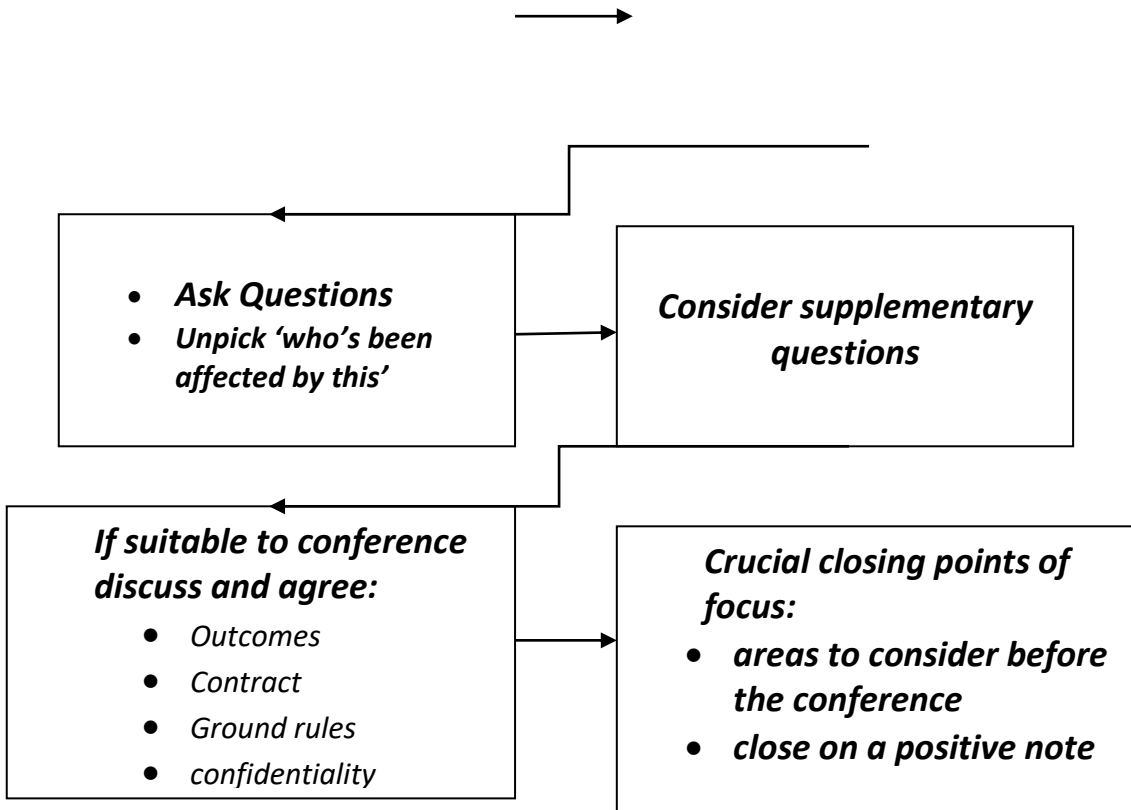 • Ask Questions
• Unpick ‘who’s been
affected by this’
Consider supplementary
questions
If suitable to conference
discuss and agree:
• Outcomes
• Contract
• Ground rules
• confidentiality
Crucial closing points of
focus:
• areas to consider before
the conference
• close on a positive note